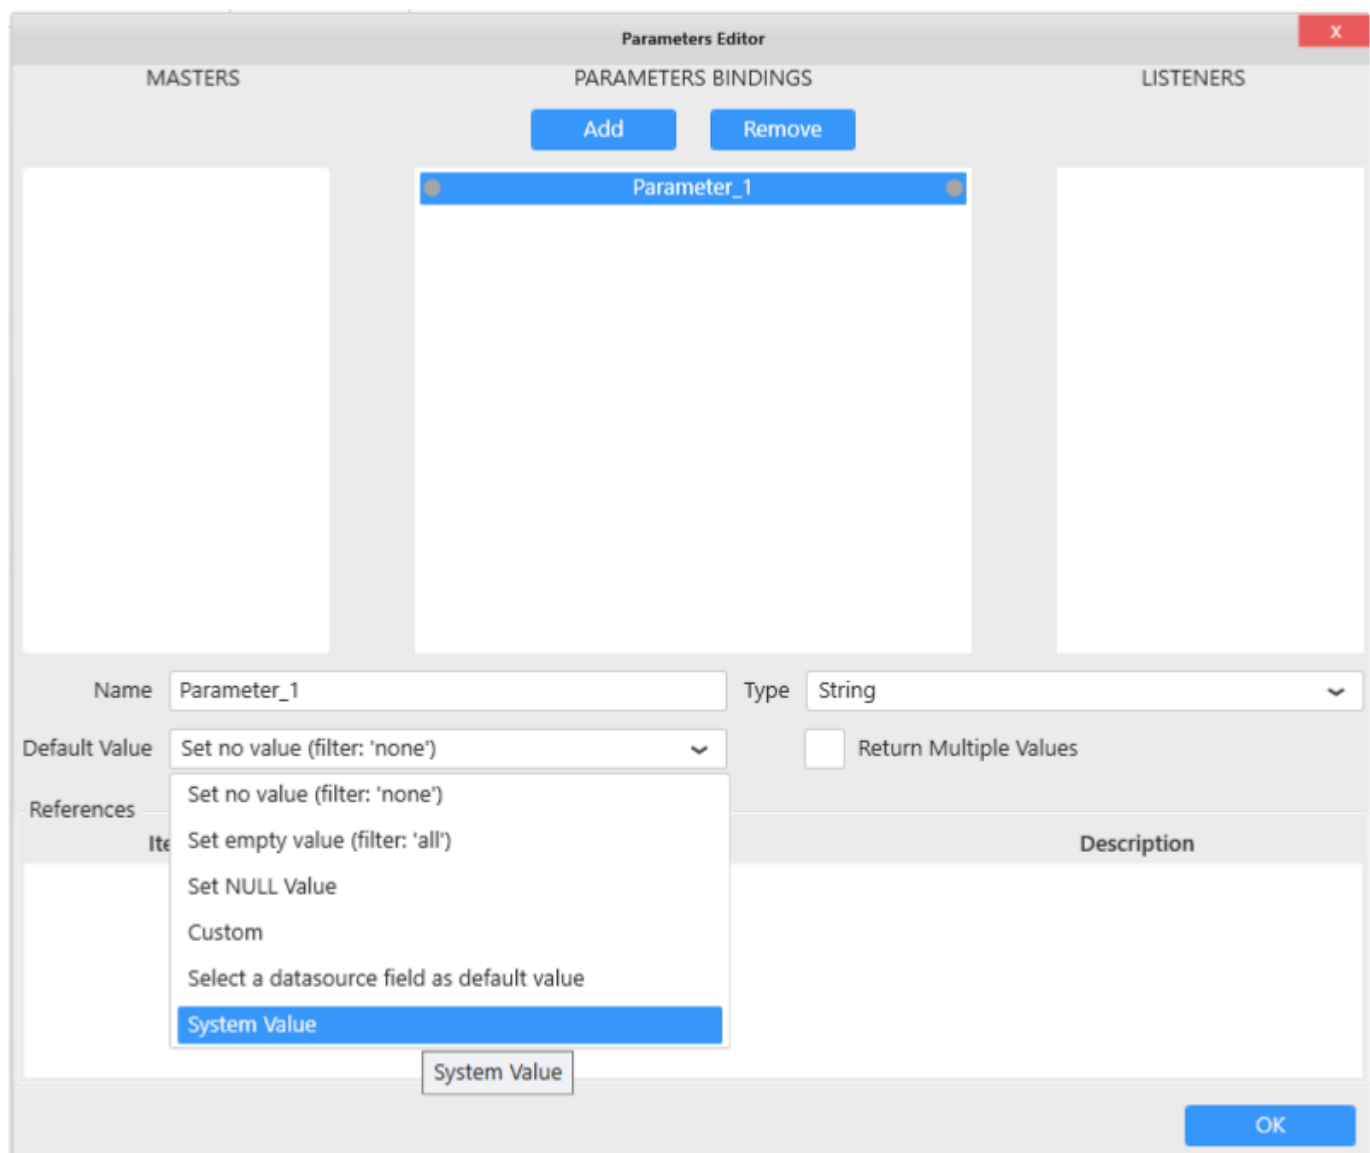 Parameters Editor
x
MASTERS
PARAMETERS BINDINGS
LISTENERS
Add
Remove
Parameter_1
Name
Parameter_1
Type
String
Default Value
Set no value (filter: 'none')
Return Multiple Values
Set no value (filter: 'none')
References
Set empty value (filter: 'all')
Ite
Description
Set NULL Value
Custom
Select a datasource field as default value
System Value
System Value
OK